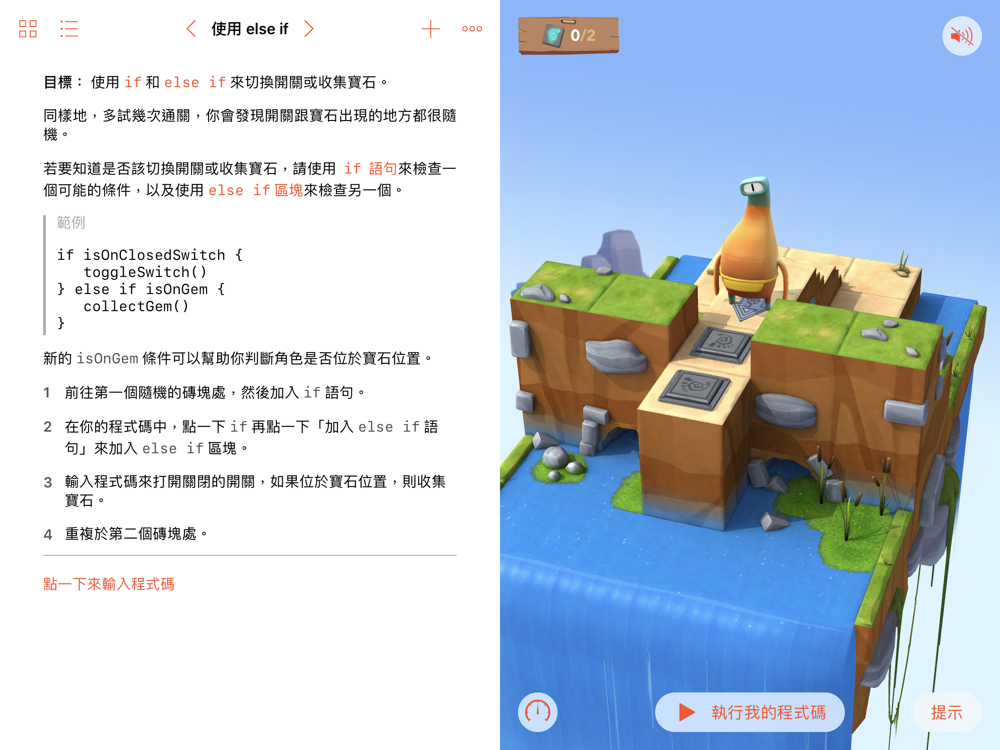 使用 else if
0/2
目標： 使用 if 和 else if 來切換開關或收集寶石。
同樣地，多試幾次通關，你會發現開關跟寶石出現的地方都很隨
機。
若要知道是否該切換開關或收集寶石，請使用 if 語句來檢查一
個可能的條件，以及使用 else if 區塊來檢查另一個。
範例
if isOnClosedSwitch {
   toggleSwitch()
} else if isOnGem {
   collectGem()
}
新的 isOnGem 條件可以幫助你判斷角色是否位於寶石位置。
1 前往第一個隨機的磚塊處，然後加入 if 語句。
2 在你的程式碼中，點一下 if 再點一下「加入 else if 語
句」來加入 else if 區塊。
3 輸入程式碼來打開關閉的開關，如果位於寶石位置，則收集
寶石。
4 重複於第二個磚塊處。
點一下來輸入程式碼
執行我的程式碼
提示